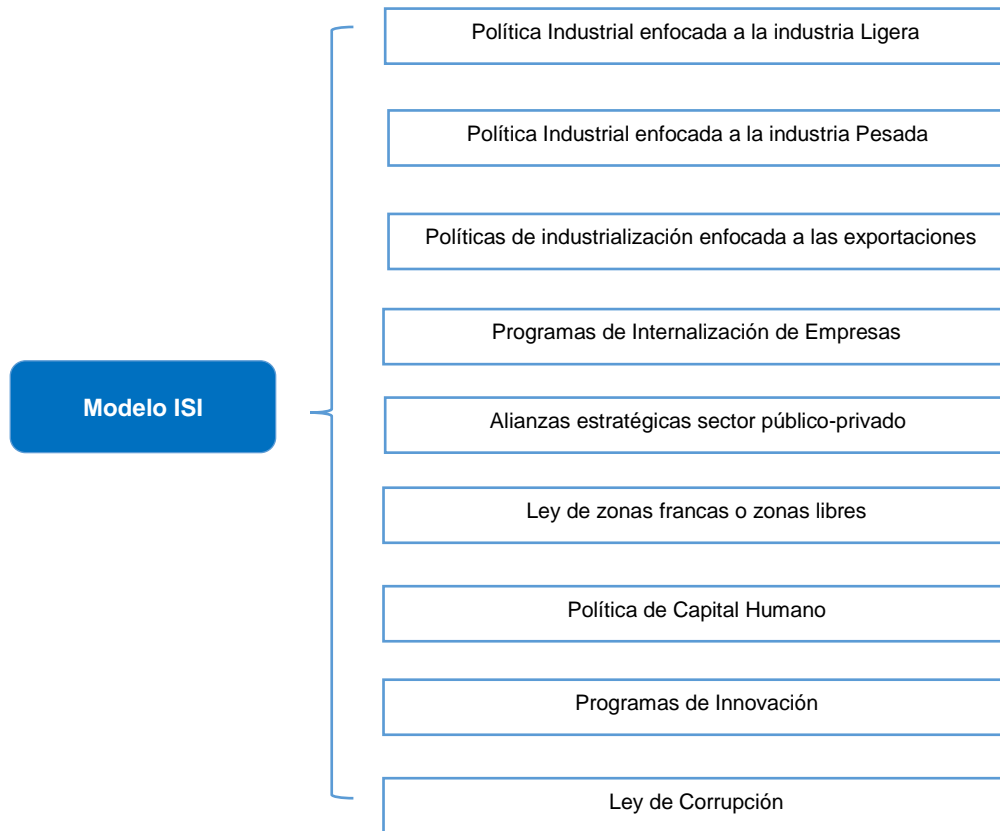 Política Industrial enfocada a la industria Ligera
Política Industrial enfocada a la industria Pesada
Políticas de industrialización enfocada a las exportaciones
Programas de Internalización de Empresas
Modelo ISI
Alianzas estratégicas sector público-privado
Ley de zonas francas o zonas libres
Política de Capital Humano
Programas de Innovación
Ley de Corrupción